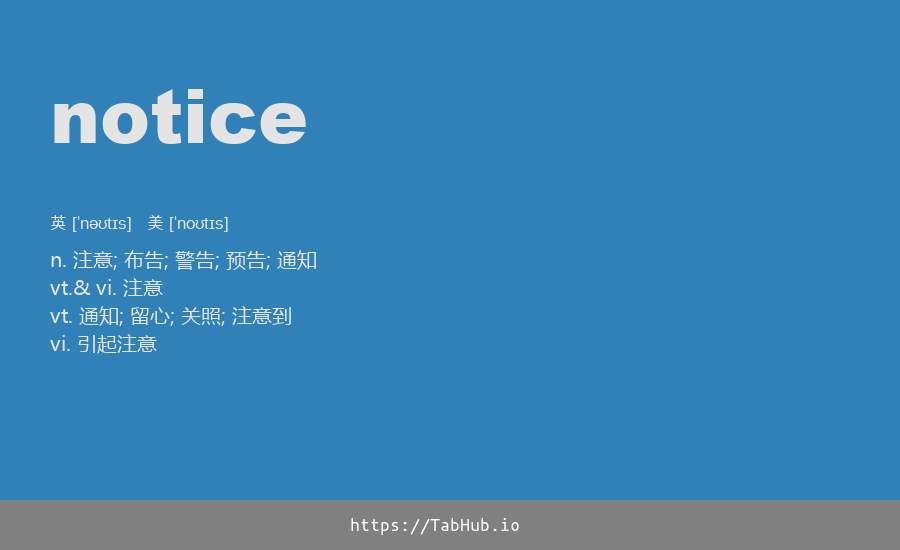 notice
英 [ˈnəʊtɪs] 美 [ˈnoʊtɪs]
n. 注意; 布告; 警告; 预告; 通知
vt.& vi. 注意
vt. 通知; 留心; 关照; 注意到
vi. 引起注意
https://TabHub.io